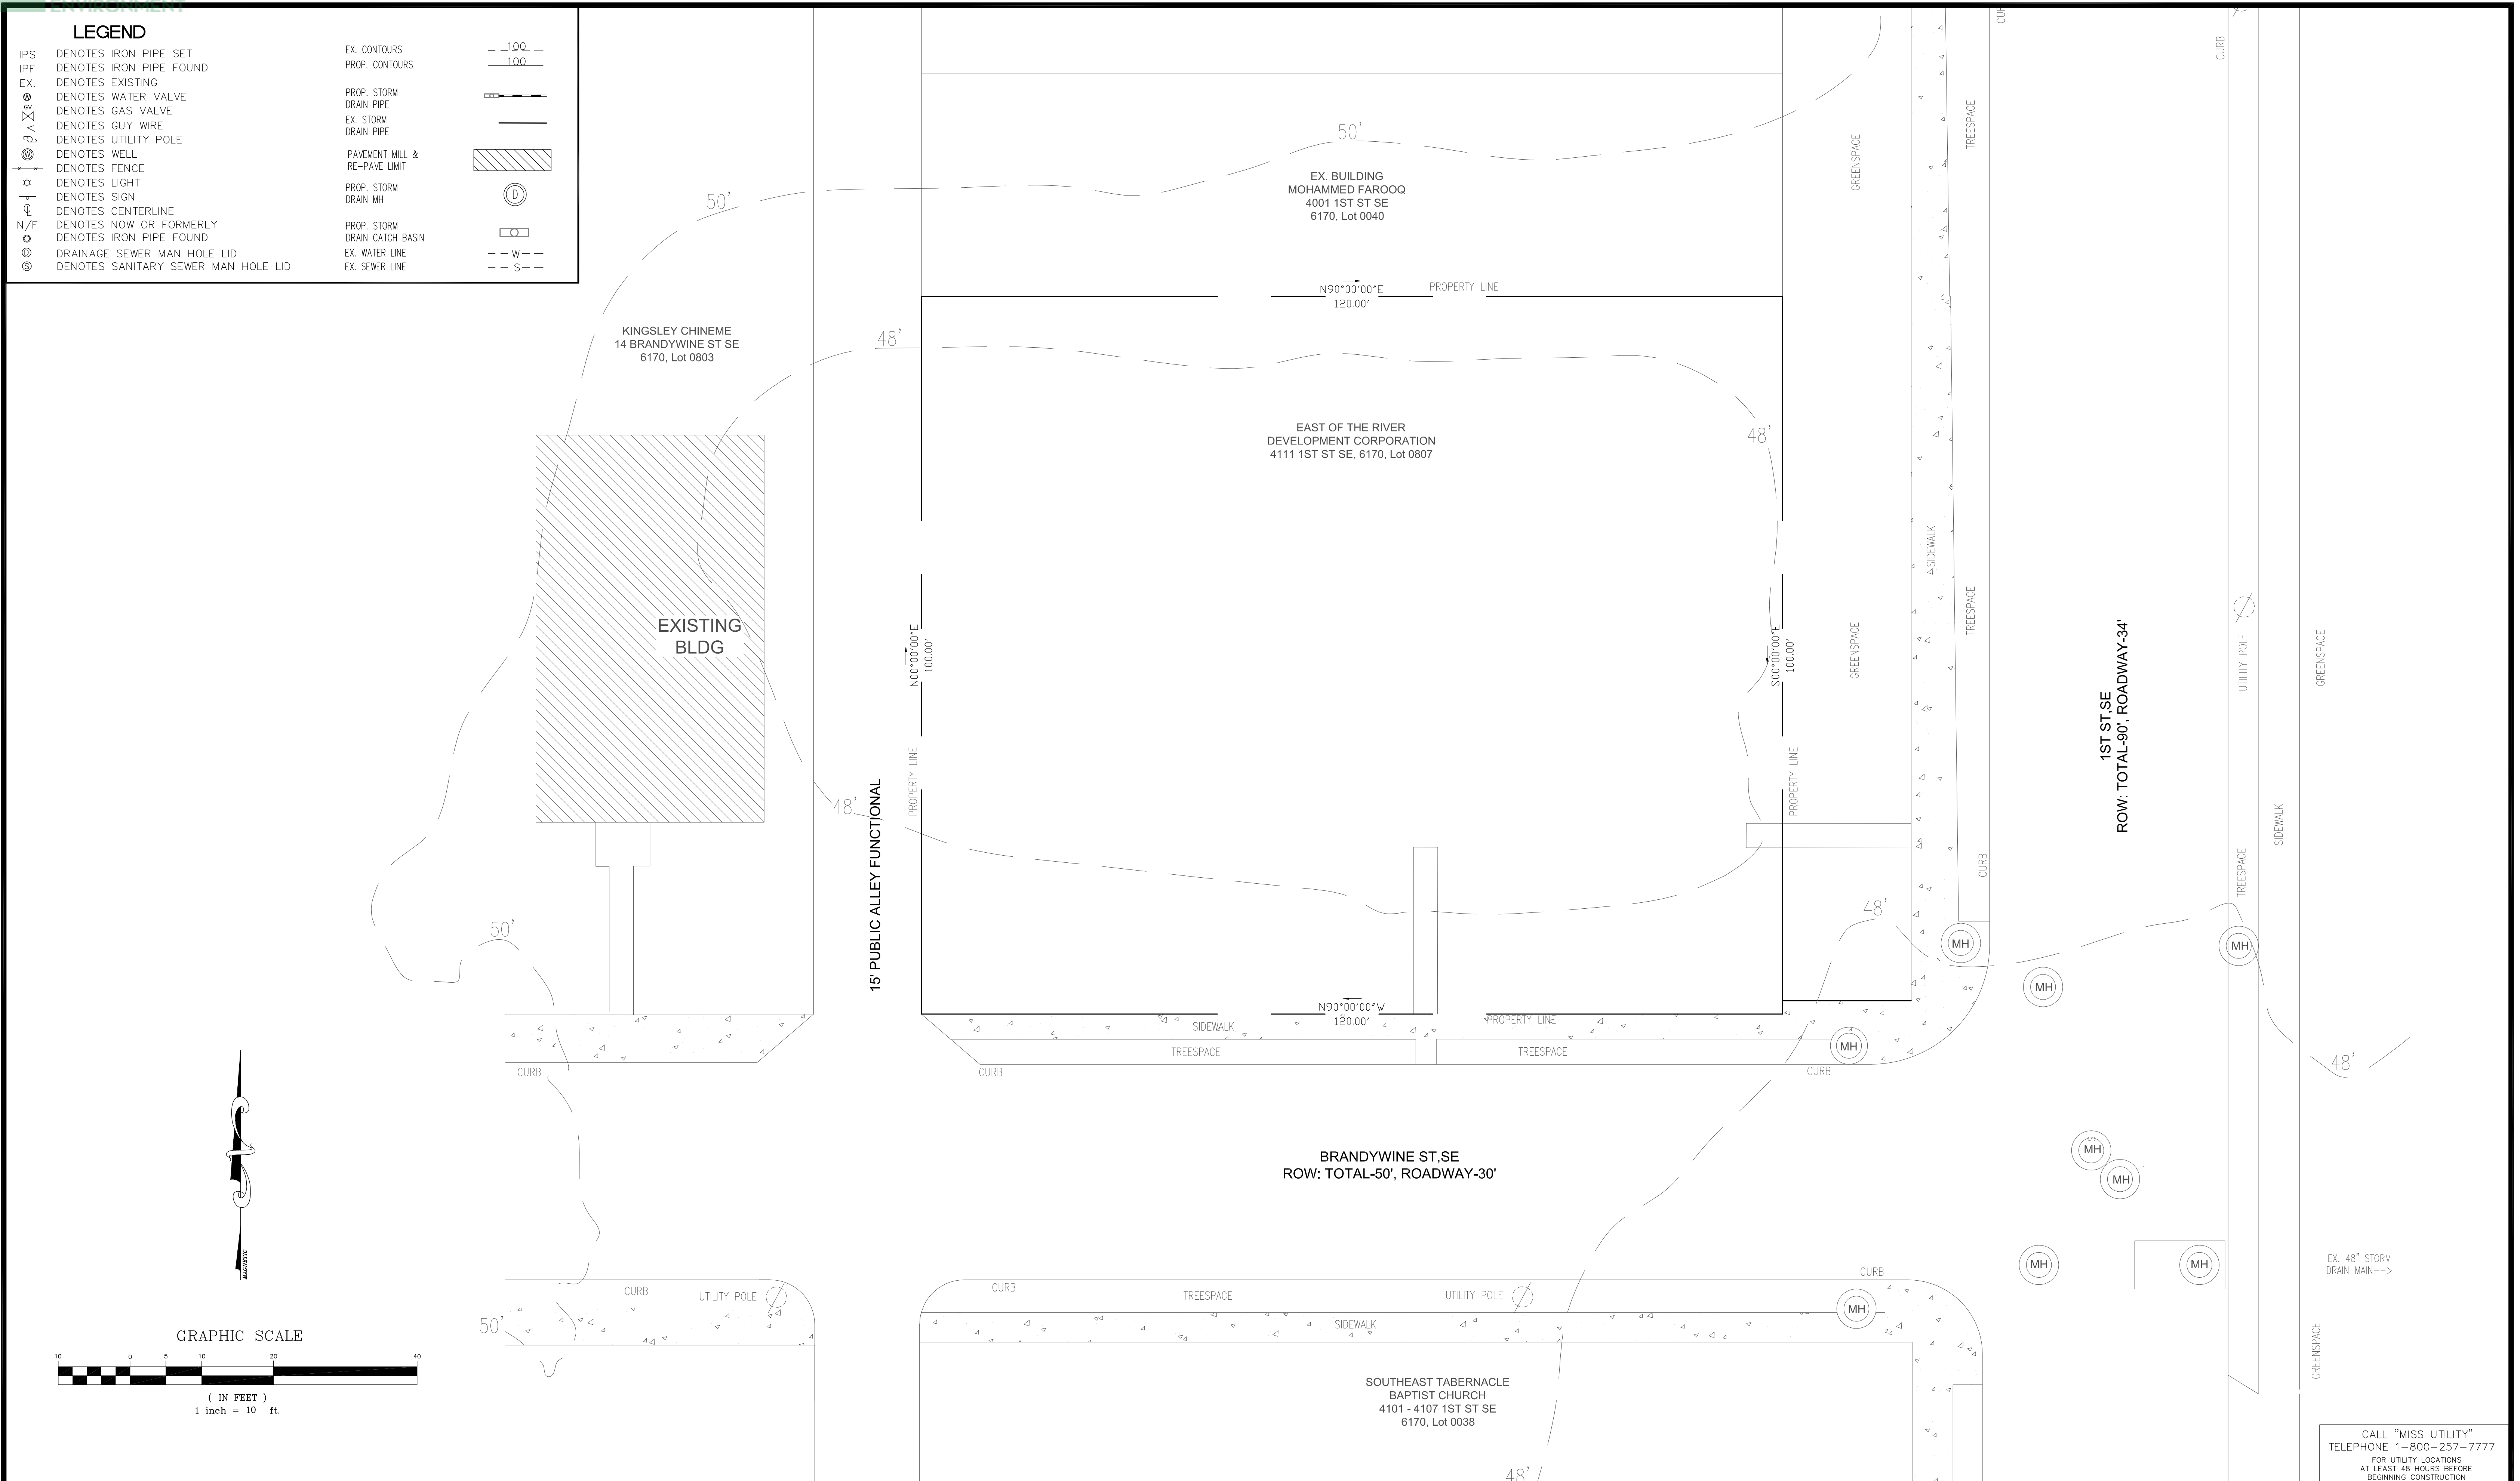 ENVIRONMENT
LEGEND
IPS DENOTES IRON PIPE SET
IPF DENOTES IRON PIPE FOUND
EX. DENOTES EXISTING
W DENOTES WATER VALVE
GV DENOTES GAS VALVE
DENOTES GUY WIRE
DENOTES UTILITY POLE
W DENOTES WELL
DENOTES FENCE
DENOTES LIGHT
DENOTES SIGN
DENOTES CENTERLINE
N/F DENOTES NOW OR FORMERLY
DENOTES IRON PIPE FOUND
D DRAINAGE SEWER MAN HOLE LID
S DENOTES SANITARY SEWER MAN HOLE LID
EX. CONTOURS 100
PROP. CONTOURS 100
PROP. STORM
DRAIN PIPE
EX. STORM
DRAIN PIPE
PAVEMENT MILL &
RE-PAVE LIMIT
PROP. STORM
DRAIN MH
D
PROP. STORM
DRAIN CATCH BASIN
EX. WATER LINE W
EX. SEWER LINE S
50'
50'
EX. BUILDING
MOHAMMED FAROOQ
4001 1ST ST SE
6170, Lot 0040
N90°00'00"E
120.00'
PROPERTY LINE
KINGSLEY CHINEME
14 BRANDYWINE ST SE
6170, Lot 0803
48'
EAST OF THE RIVER
DEVELOPMENT CORPORATION
4111 1ST ST SE, 6170, Lot 0807
48'
EXISTING
BLDG
N00°00'00"E
100.00'
S00°00'00"E
100.00'
PROPERTY LINE
PROPERTY LINE
48'
15' PUBLIC ALLEY FUNCTIONAL
GREENSPACE
GREENSPACE
SIDEWALK
TREESPACE
TREESPACE
CURB
CURB
CURB
1ST ST,SE
ROW: TOTAL-90', ROADWAY-34'
UTILITY POLE
TREESPACE
SIDEWALK
GREENSPACE
50'
48'
MH
MH
MH
MH
N90°00'00"W
120.00'
SIDEWALK
PROPERTY LINE
TREESPACE
TREESPACE
CURB
CURB
CURB
48'
BRANDYWINE ST,SE
ROW: TOTAL-50', ROADWAY-30'
S
MH
MH
MH
MH
EX. 48" STORM
DRAIN MAIN-->
MAGNETIC
CURB
UTILITY POLE
CURB
TREESPACE
UTILITY POLE
CURB
MH
SIDEWALK
50'
GREENSPACE
GRAPHIC SCALE
10 0 5 10 20 40
( IN FEET )
1 inch = 10 ft.
SOUTHEAST TABERNACLE
BAPTIST CHURCH
4101 - 4107 1ST ST SE
6170, Lot 0038
48'
CALL "MISS UTILITY"
TELEPHONE 1-800-257-7777
FOR UTILITY LOCATIONS
AT LEAST 48 HOURS BEFORE
BEGINNING CONSTRUCTION